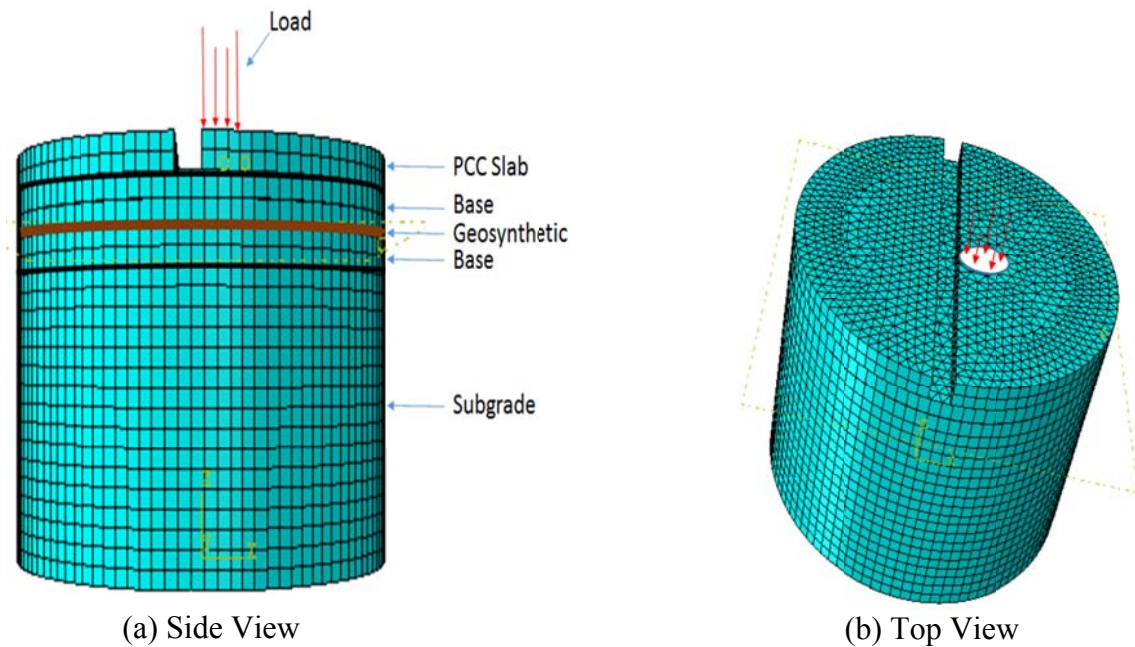 Load
PCC Slab
Base
Geosynthetic
Base
Subgrade
(a) Side View
(b) Top View